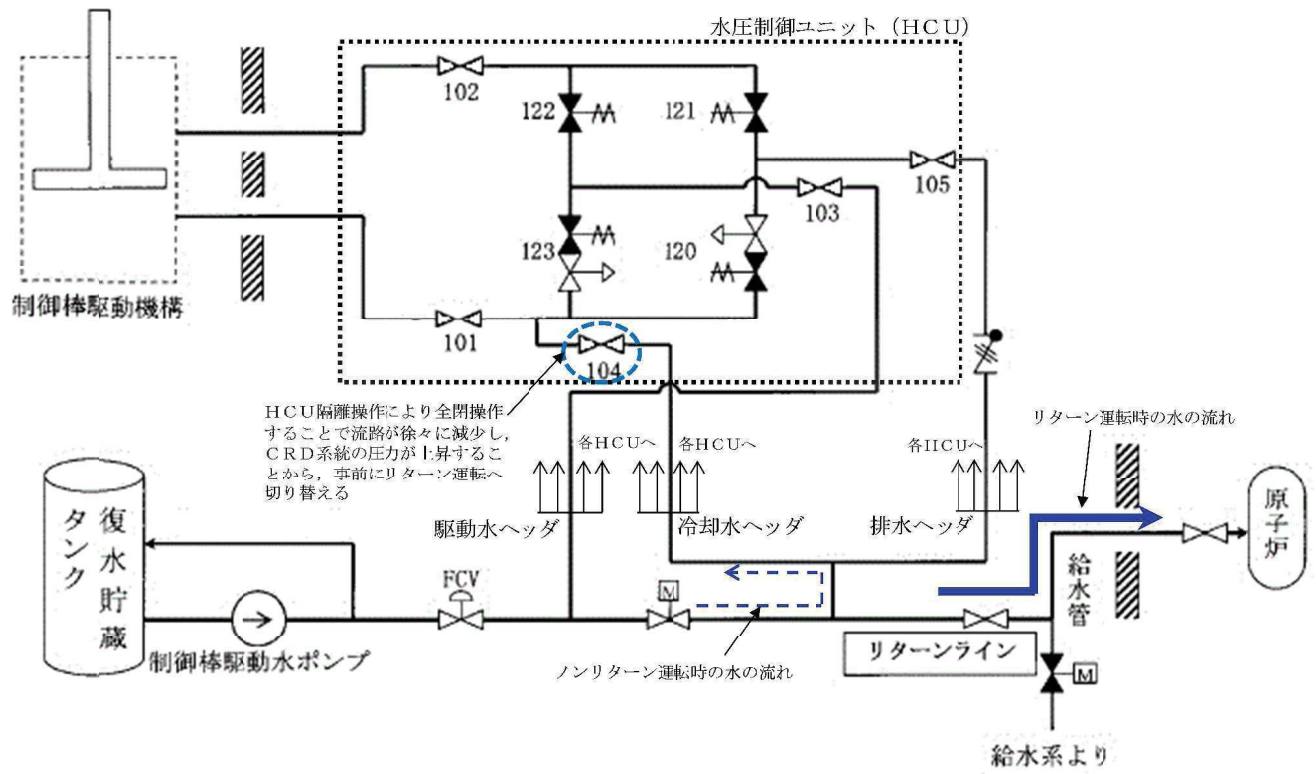 水圧制御ユニット（HCU）
102
122
121
105
103
123
120
制御棒駆動機構
101
104
HCU隔離操作により全閉操作
することで流路が徐々に減少し，
CRD系統の圧力が上昇するこ
とから，事前にリターン運転へ
切り替える
リターン運転時の水の流れ
各HCUへ
各HCUへ
各HCUへ
駆動水ヘッダ
冷却水ヘッダ
排水ヘッダ
原子炉
復水貯蔵
タンク
給水管
FCV
M
制御棒駆動水ポンプ
リターンライン
ノンリターン運転時の水の流れ
M
給水系より